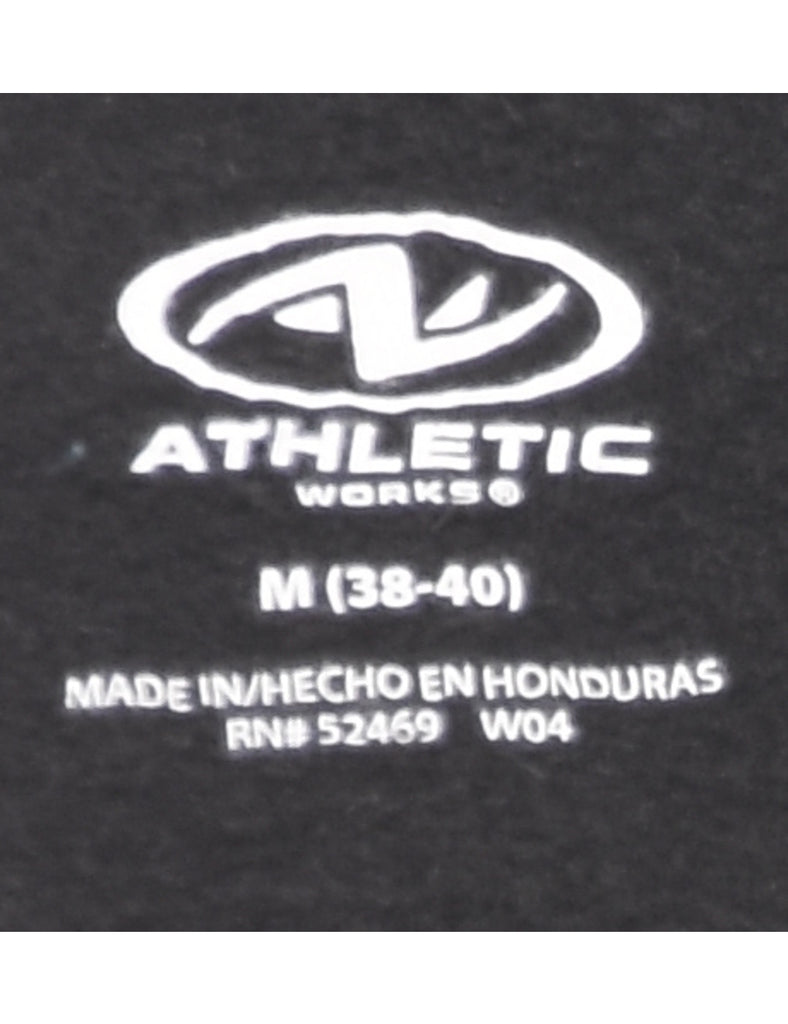 ATHLETIC
WORKS®
M (38-40)
MADE IN/HECHO EN HONDURAS
RN# 52469 W04